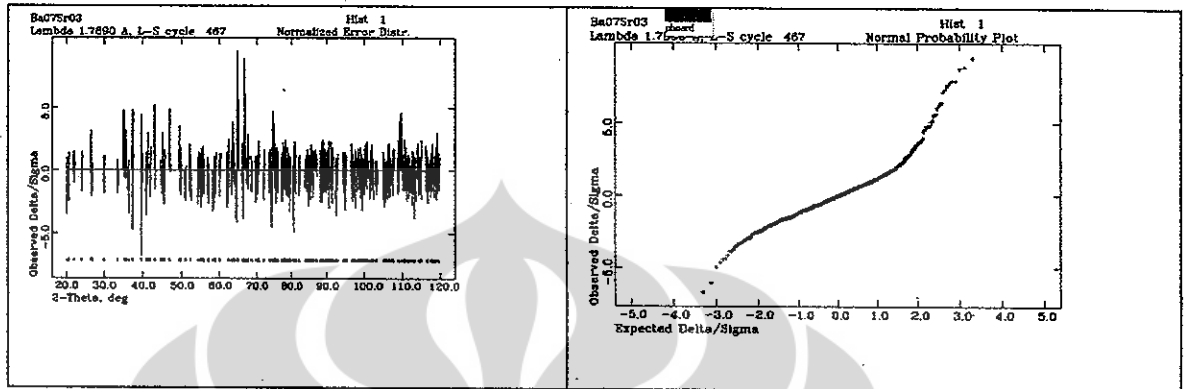 Ba07Sr03 Hist 1
Lambda 1.7890 A, L-S cycle 467 Normalized Error Distr.
Observed Delta/Sigma
5.0
0.0
-5.0
20.0 30.0 40.0 50.0 60.0 70.0 80.0 90.0 100.0 110.0 120.0
2-Theta, deg
Ba07Sr03 Hist 1
Lambda 1.7 L-S cycle 467 Normal Probability Plot
Observed Delta/Sigma
5.0
0.0
-5.0
-5.0 -4.0 -3.0 -2.0 -1.0 0.0 1.0 2.0 3.0 4.0 5.0
Expected Delta/Sigma